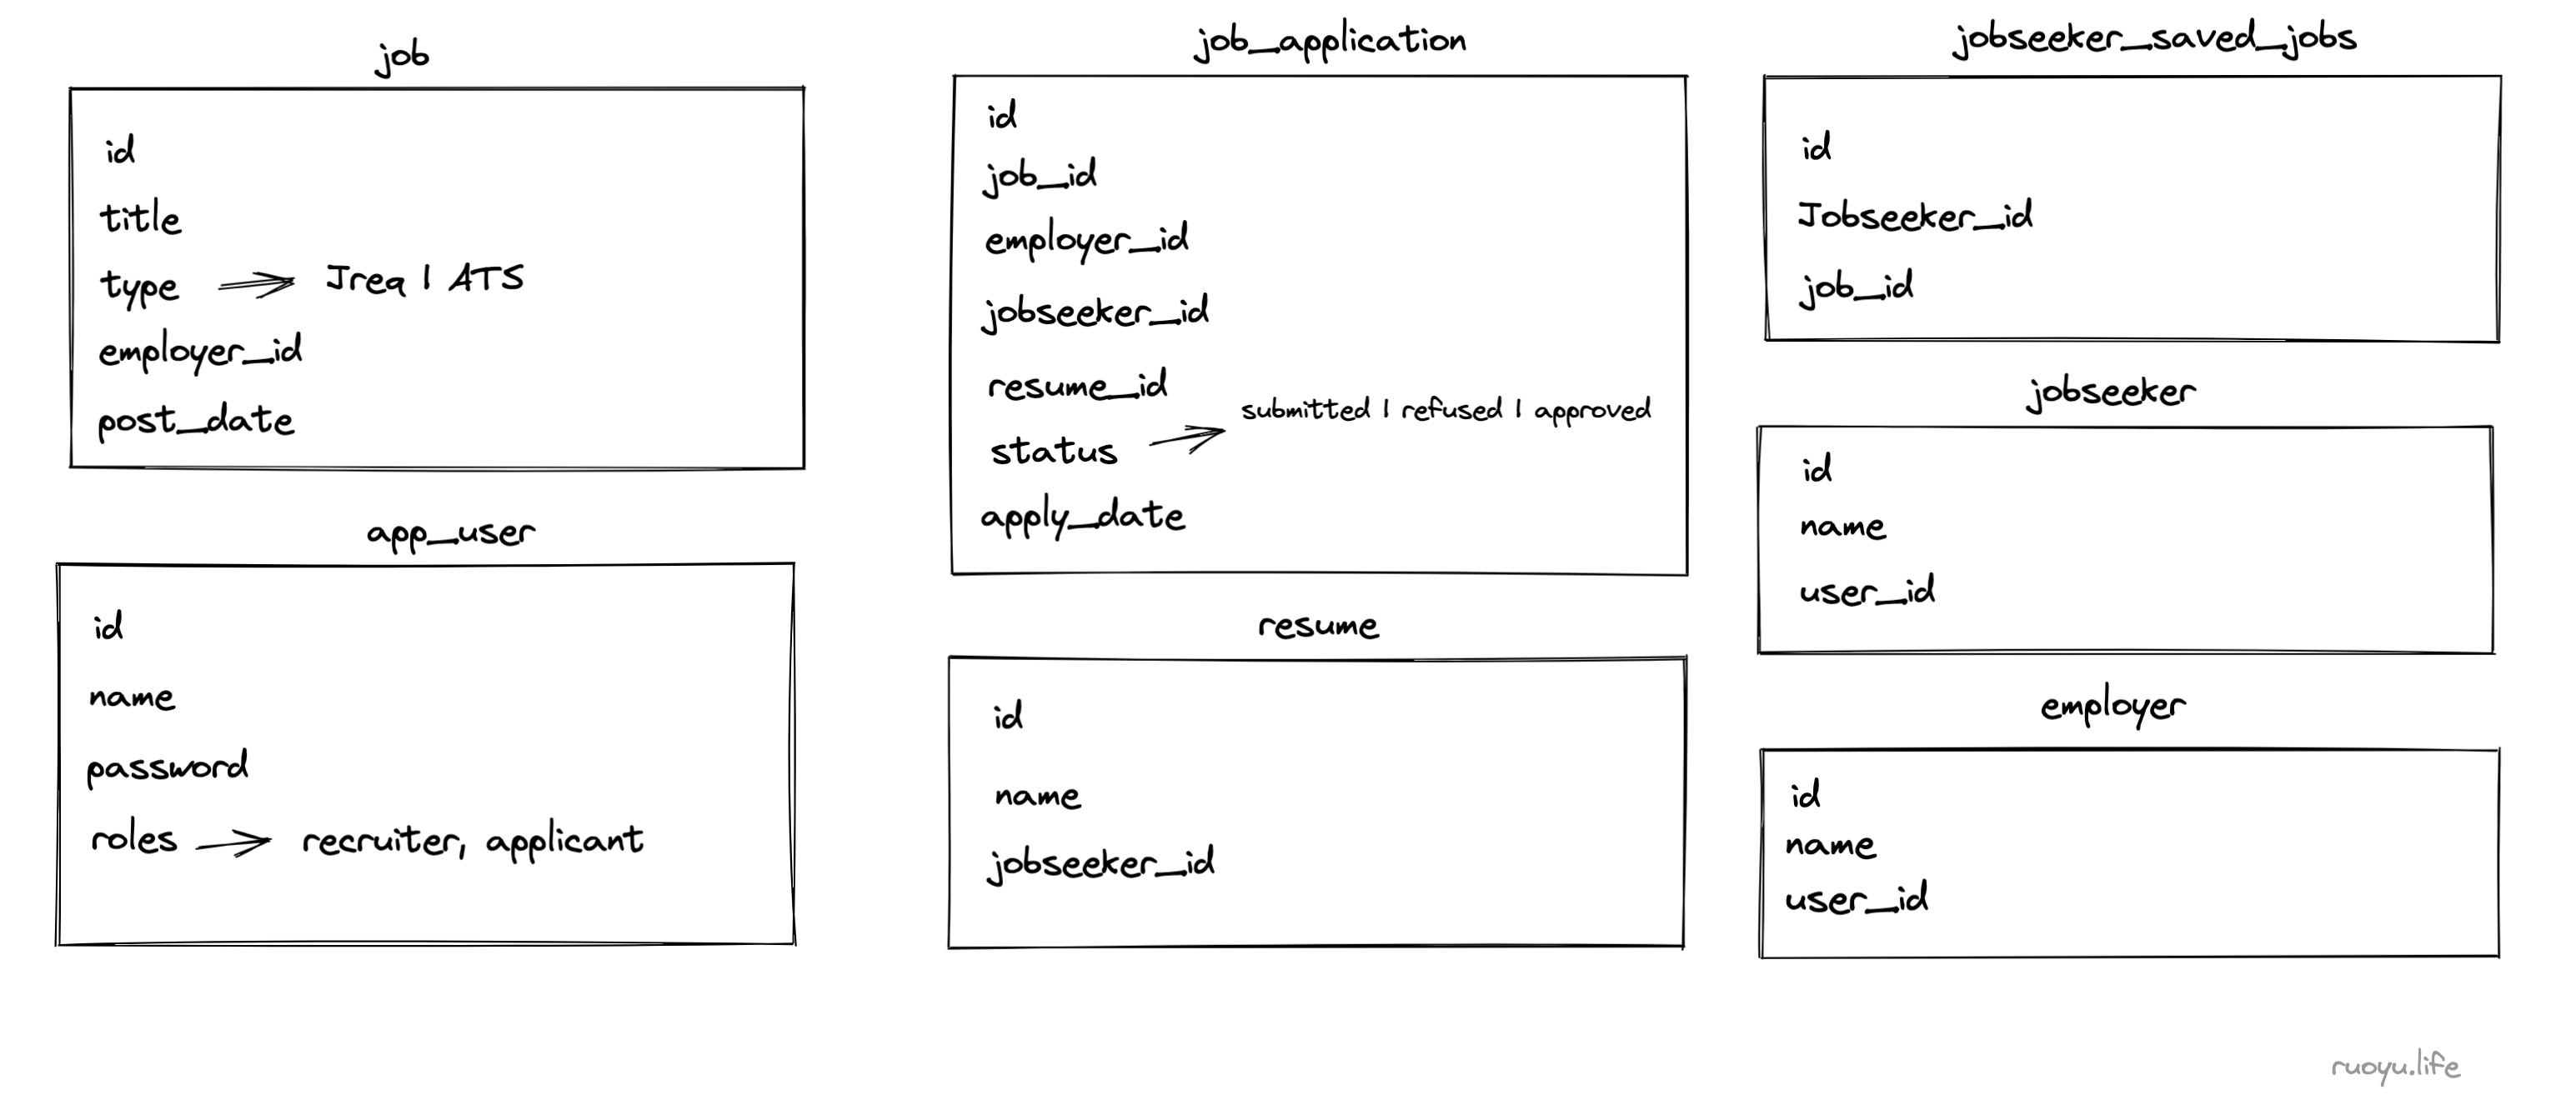 job
id
title
type
Jreq | ATS
employer_id
post_date
app_user
id
name
password
roles
recruiter, applicant
job_application
id
job_id
employer_id
jobseeker_id
resume_id
status
submitted | refused | approved
apply_date
resume
id
name
jobseeker_id
jobseeker_saved_jobs
id
Jobseeker_id
job_id
jobseeker
id
name
user_id
employer
id
name
user_id
ruoyu.life